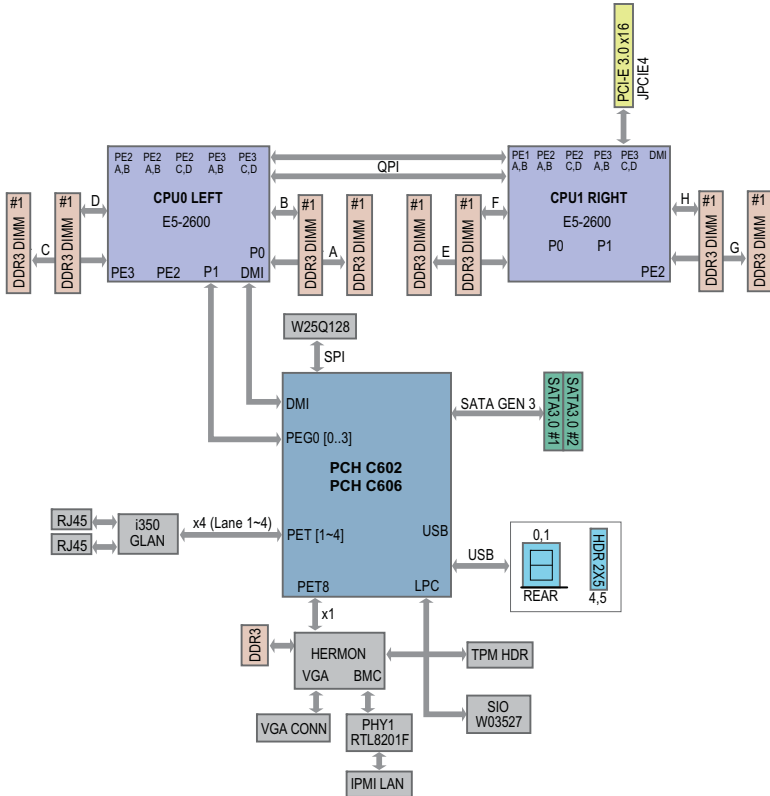 PCI-E 3.0 x16
JPCIE4
PE2 PE2 PE2 PE3 PE3
A,B A,B C,D A,B C,D
CPU0 LEFT
E5-2600
P0
PE3 PE2 P1 DMI
QPI
PE1 PE2 PE2 PE3 PE3 DMI
A,B A,B C,D A,B C,D
CPU1 RIGHT
E5-2600
P0 P1
PE2
#1
DDR3 DIMM
C
#1
DDR3 DIMM
D
B
#1
DDR3 DIMM
A
#1
DDR3 DIMM
#1
DDR3 DIMM
E
#1
DDR3 DIMM
F
H
#1
DDR3 DIMM
G
#1
DDR3 DIMM
W25Q128
SPI
DMI
PEG0 [0..3]
PCH C602
PCH C606
PET [1~4]
USB
PET8
LPC
SATA GEN 3
SATA3.0 #1
SATA3.0 #2
RJ45
RJ45
i350
GLAN
x4 (Lane 1~4)
USB
0,1
REAR
HDR 2X5
4,5
x1
DDR3
HERMON
VGA BMC
TPM HDR
SIO
W03527
VGA CONN
PHY1
RTL8201F
IPMI LAN